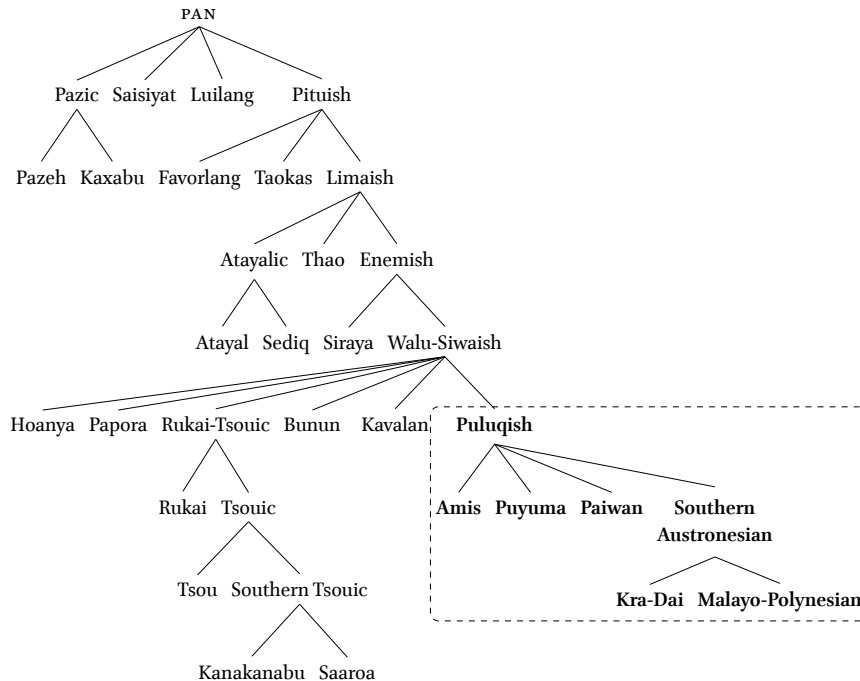 PAN
Pazic Saisiyat Luilang Pituish
Pazeh Kaxabu Favorlang Taokas Limaish
Atayalic Thao Enemish
Atayal Sediq Siraya Walu-Siwaish
Hoanya Papora Rukai-Tsouic Bunun Kavalan Puluqish
Rukai Tsouic Amis Puyuma Paiwan Southern
Austronesian
Tsou Southern Tsouic
Kra-Dai Malayo-Polynesian
Kanakanabu Saaroa